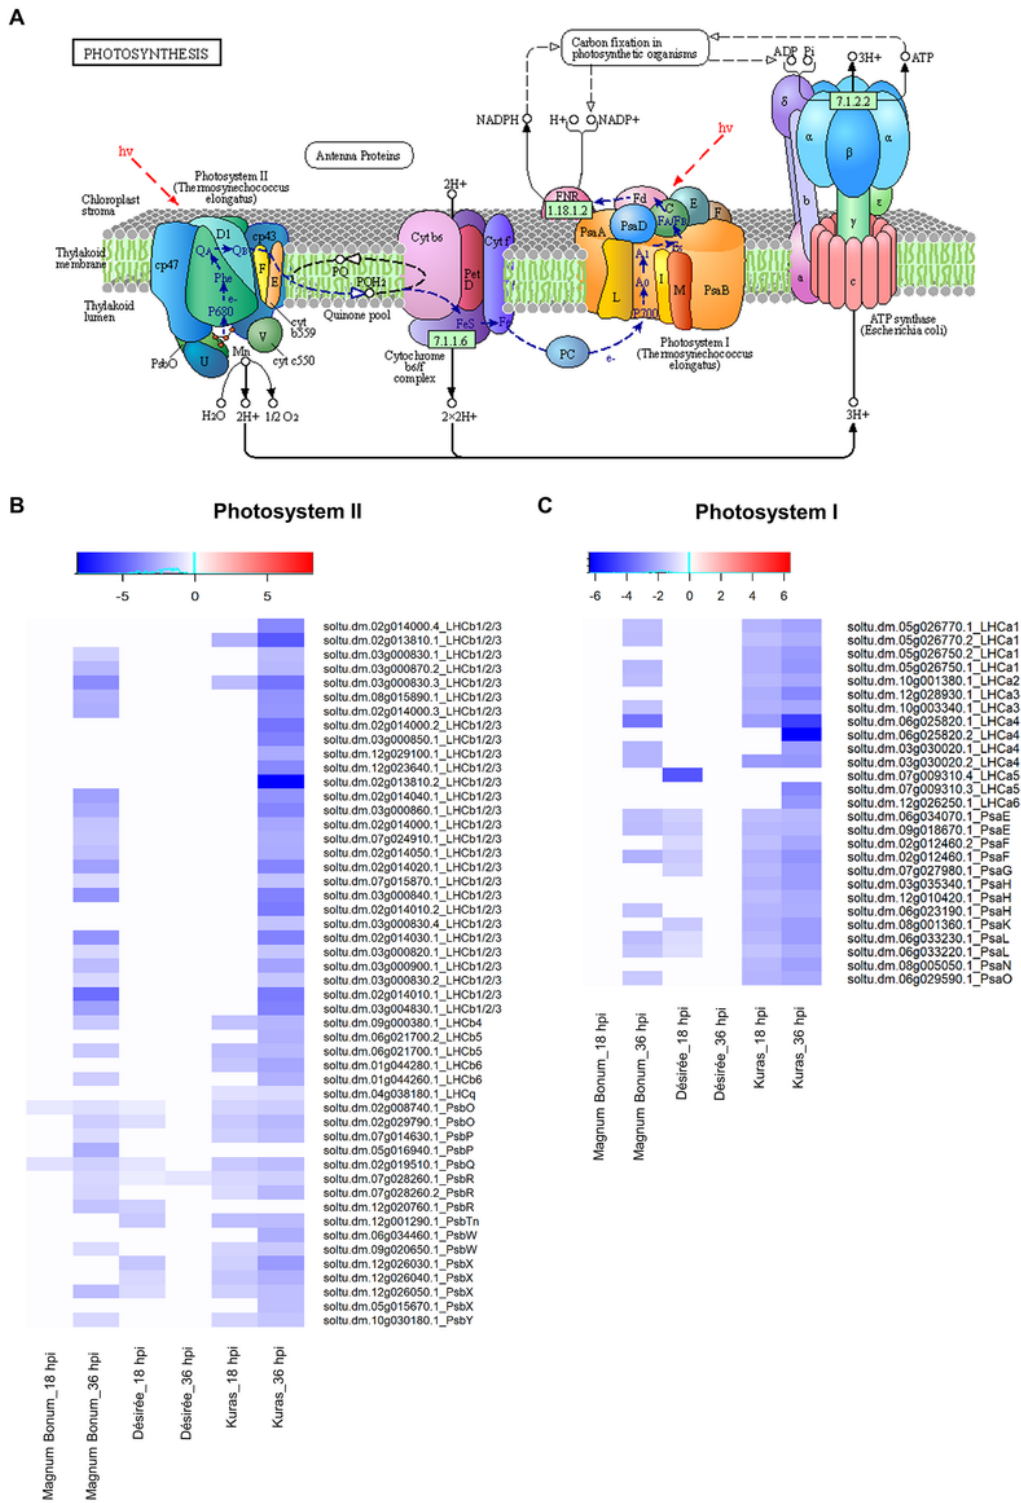 A
PHOTOSYNTHESIS
Carbon fixation in
photosynthetic organisms
ADP Pi
3H+
ATP
7.1.2.2
δ
α
β
α
b
ε
γ
a
c
NADPH
H+
NADP+
hν
hν
Antenna Proteins
Photosystem II
(Thermosynechococcus
elongatus)
Chloroplast
stroma
Thylakoid
membrane
Thylakoid
lumen
2H+
FNR
1.18.1.2
Fd
E
F
C
FA/FB
PsaA
PsaD
D1
cp43
cp47
QA
QB
Phe
e-
P680
F
E
PQ
PQH2
Quinone pool
Cyt b6
Cyt f
Pet
D
FeS
7.1.1.6
A1
A0
P700
L
I
M
PsaB
PsbO
U
V
Mn
cyt
b559
cyt c550
Cytochrome
b6/f
complex
PC
e-
Photosystem I
(Thermosynechococcus
elongatus)
ATP synthase
(Escherichia coli)
H2O
2H+
1/2 O2
2×2H+
3H+
B
Photosystem II
-5 0 5
soltu.dm.02g014000.4_LHCb1/2/3
soltu.dm.02g013810.1_LHCb1/2/3
soltu.dm.03g000830.1_LHCb1/2/3
soltu.dm.03g000870.2_LHCb1/2/3
soltu.dm.03g000830.3_LHCb1/2/3
soltu.dm.08g015890.1_LHCb1/2/3
soltu.dm.02g014000.3_LHCb1/2/3
soltu.dm.02g014000.2_LHCb1/2/3
soltu.dm.03g000850.1_LHCb1/2/3
soltu.dm.12g029100.1_LHCb1/2/3
soltu.dm.12g023640.1_LHCb1/2/3
soltu.dm.02g013810.2_LHCb1/2/3
soltu.dm.02g014040.1_LHCb1/2/3
soltu.dm.03g000860.1_LHCb1/2/3
soltu.dm.02g014000.1_LHCb1/2/3
soltu.dm.07g024910.1_LHCb1/2/3
soltu.dm.02g014050.1_LHCb1/2/3
soltu.dm.02g014020.1_LHCb1/2/3
soltu.dm.07g015870.1_LHCb1/2/3
soltu.dm.03g000840.1_LHCb1/2/3
soltu.dm.02g014010.2_LHCb1/2/3
soltu.dm.03g000830.4_LHCb1/2/3
soltu.dm.02g014030.1_LHCb1/2/3
soltu.dm.03g000820.1_LHCb1/2/3
soltu.dm.03g000900.1_LHCb1/2/3
soltu.dm.03g000830.2_LHCb1/2/3
soltu.dm.02g014010.1_LHCb1/2/3
soltu.dm.03g004830.1_LHCb1/2/3
soltu.dm.09g000380.1_LHCb4
soltu.dm.06g021700.2_LHCb5
soltu.dm.06g021700.1_LHCb5
soltu.dm.01g044280.1_LHCb6
soltu.dm.01g044260.1_LHCb6
soltu.dm.04g038180.1_LHCq
soltu.dm.02g008740.1_PsbO
soltu.dm.02g029790.1_PsbO
soltu.dm.07g014630.1_PsbP
soltu.dm.05g016940.1_PsbP
soltu.dm.02g019510.1_PsbQ
soltu.dm.07g028260.1_PsbR
soltu.dm.07g028260.2_PsbR
soltu.dm.12g020760.1_PsbR
soltu.dm.12g001290.1_PsbTn
soltu.dm.06g034460.1_PsbW
soltu.dm.09g020650.1_PsbW
soltu.dm.12g026030.1_PsbX
soltu.dm.12g026040.1_PsbX
soltu.dm.12g026050.1_PsbX
soltu.dm.05g015670.1_PsbX
soltu.dm.10g030180.1_PsbY
Magnum Bonum_18 hpi
Magnum Bonum_36 hpi
Désirée_18 hpi
Désirée_36 hpi
Kuras_18 hpi
Kuras_36 hpi
C
Photosystem I
-6 -4 -2 0 2 4 6
soltu.dm.05g026770.1_LHCa1
soltu.dm.05g026770.2_LHCa1
soltu.dm.05g026750.2_LHCa1
soltu.dm.05g026750.1_LHCa1
soltu.dm.10g001380.1_LHCa2
soltu.dm.12g028930.1_LHCa3
soltu.dm.10g003340.1_LHCa3
soltu.dm.06g025820.1_LHCa4
soltu.dm.06g025820.2_LHCa4
soltu.dm.03g030020.1_LHCa4
soltu.dm.03g030020.2_LHCa4
soltu.dm.07g009310.4_LHCa5
soltu.dm.07g009310.3_LHCa5
soltu.dm.12g026250.1_LHCa6
soltu.dm.06g034070.1_PsaE
soltu.dm.09g018670.1_PsaE
soltu.dm.02g012460.2_PsaF
soltu.dm.02g012460.1_PsaF
soltu.dm.07g027980.1_PsaG
soltu.dm.03g035340.1_PsaH
soltu.dm.12g010420.1_PsaH
soltu.dm.06g023190.1_PsaH
soltu.dm.08g001360.1_PsaK
soltu.dm.06g033230.1_PsaL
soltu.dm.06g033220.1_PsaL
soltu.dm.08g005050.1_PsaN
soltu.dm.06g029590.1_PsaO
Magnum Bonum_18 hpi
Magnum Bonum_36 hpi
Désirée_18 hpi
Désirée_36 hpi
Kuras_18 hpi
Kuras_36 hpi